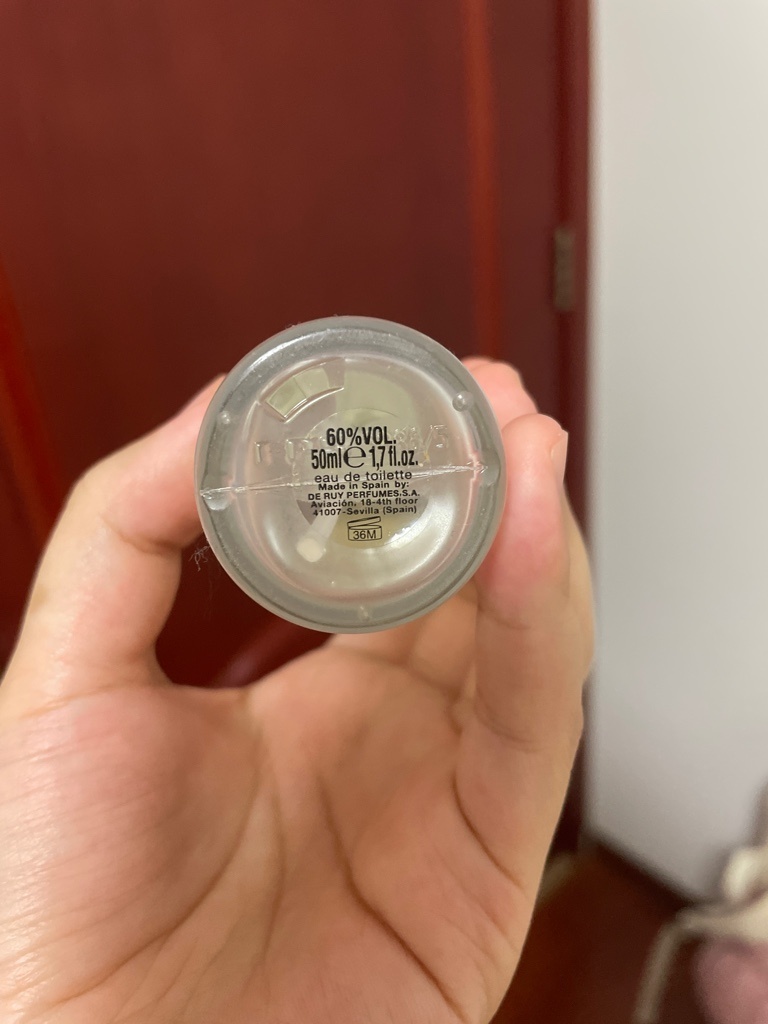 60%VOL.
50ml ℮ 1,7 fl.oz.
eau de toilette
Made in Spain by:
DE RUY PERFUMES,S.A.
Aviación, 18-4th floor
41007-Sevilla (Spain)
36M